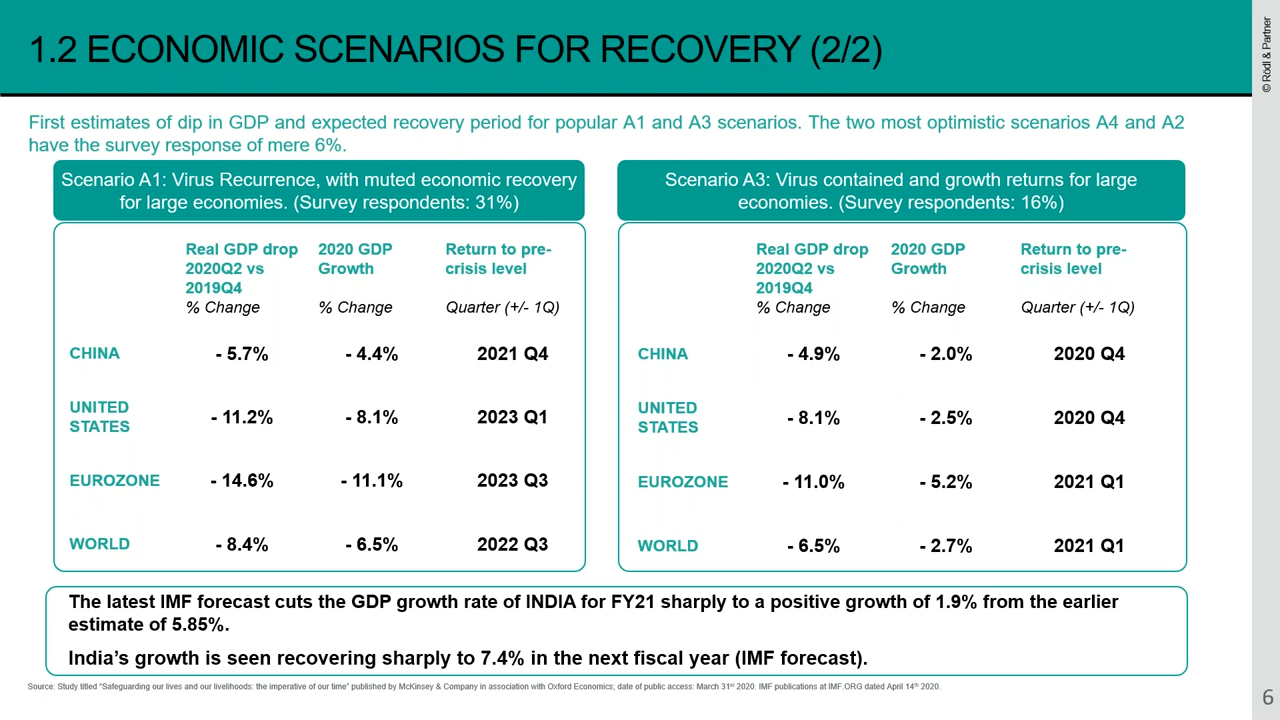 1.2 ECONOMIC SCENARIOS FOR RECOVERY (2/2)
© Rödl & Partner
First estimates of dip in GDP and expected recovery period for popular A1 and A3 scenarios. The two most optimistic scenarios A4 and A2
have the survey response of mere 6%.
Scenario A1: Virus Recurrence, with muted economic recovery
for large economies. (Survey respondents: 31%)
Real GDP drop 2020 GDP Return to pre-
2020Q2 vs Growth crisis level
2019Q4
% Change % Change Quarter (+/- 1Q)
CHINA - 5.7% - 4.4% 2021 Q4
UNITED
STATES - 11.2% - 8.1% 2023 Q1
EUROZONE - 14.6% - 11.1% 2023 Q3
WORLD - 8.4% - 6.5% 2022 Q3
Scenario A3: Virus contained and growth returns for large
economies. (Survey respondents: 16%)
Real GDP drop 2020 GDP Return to pre-
2020Q2 vs Growth crisis level
2019Q4
% Change % Change Quarter (+/- 1Q)
CHINA - 4.9% - 2.0% 2020 Q4
UNITED
STATES - 8.1% - 2.5% 2020 Q4
EUROZONE - 11.0% - 5.2% 2021 Q1
WORLD - 6.5% - 2.7% 2021 Q1
The latest IMF forecast cuts the GDP growth rate of INDIA for FY21 sharply to a positive growth of 1.9% from the earlier
estimate of 5.85%.
India's growth is seen recovering sharply to 7.4% in the next fiscal year (IMF forecast).
Source: Study titled "Safeguarding our lives and our livelihoods: the imperative of our time" published by McKinsey & Company in association with Oxford Economics; date of public access: March 31st 2020. IMF publications at IMF.ORG dated April 14th 2020.
6